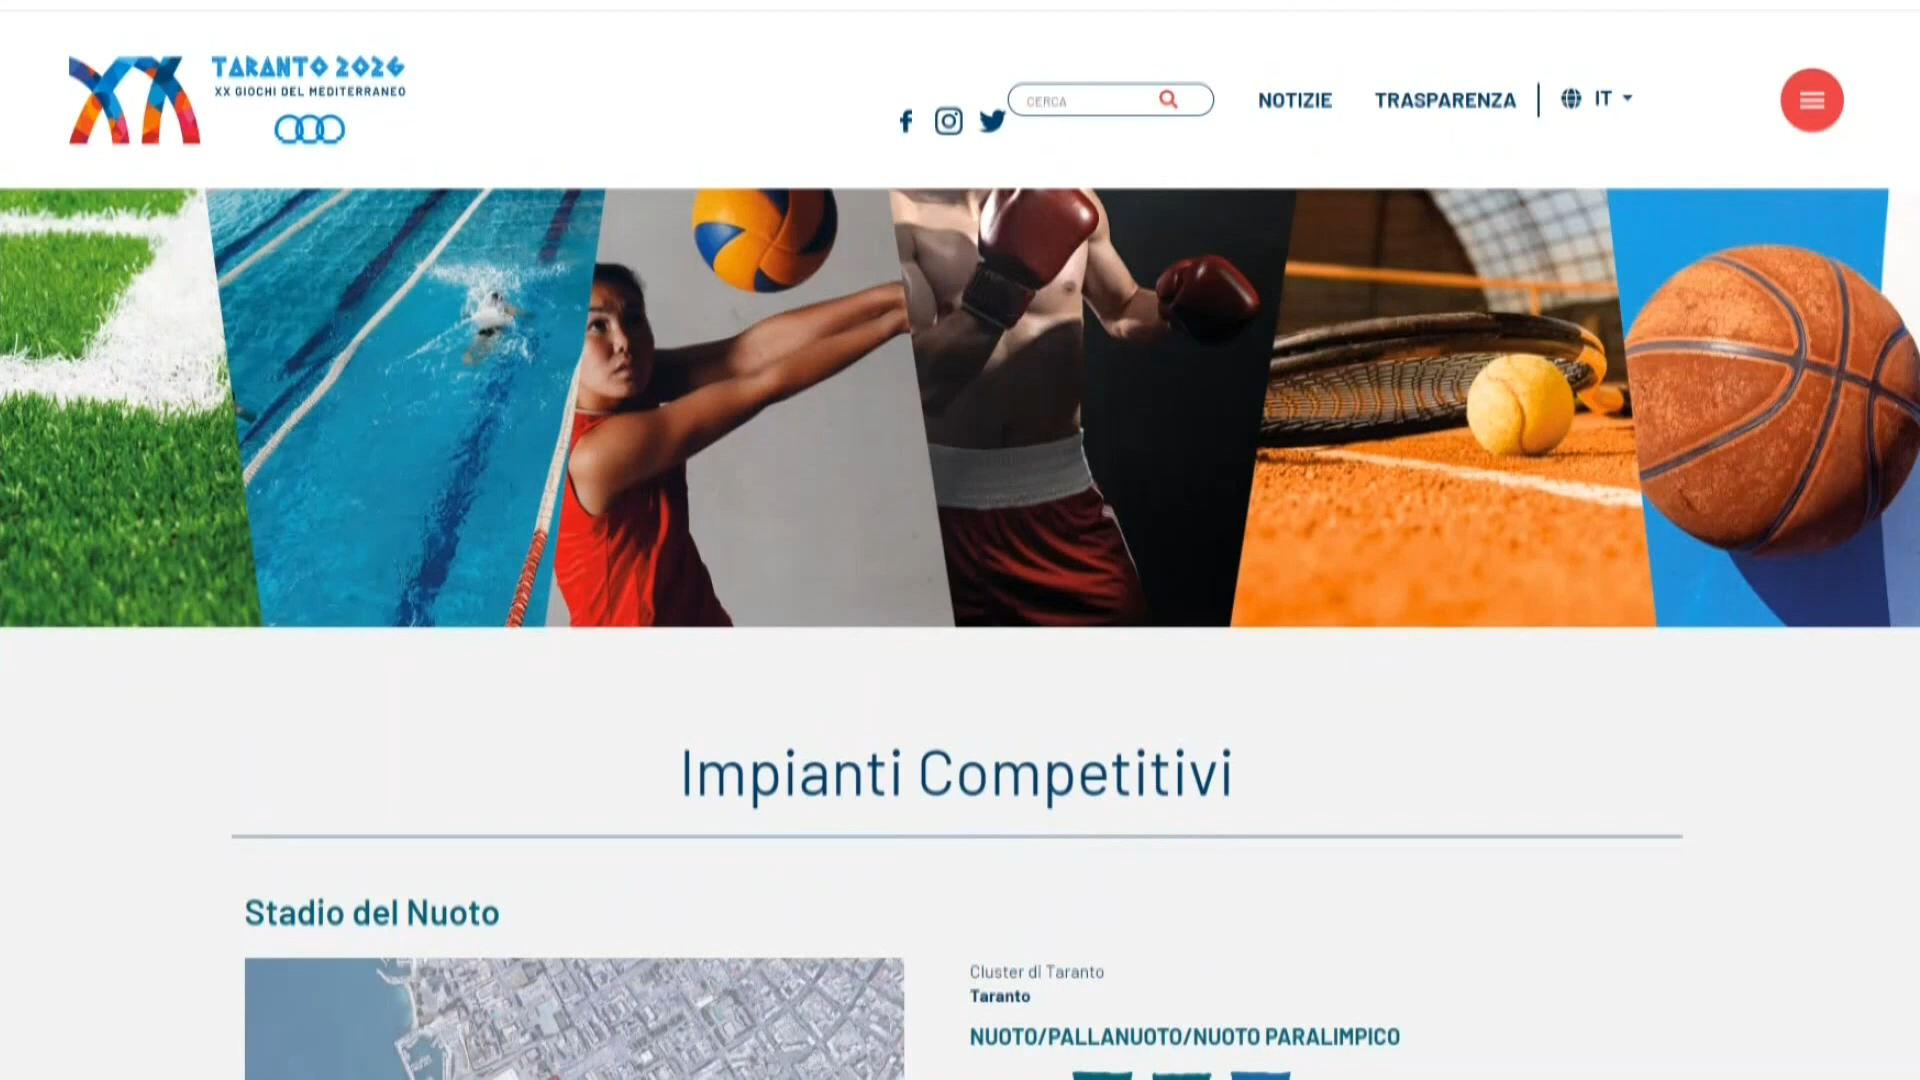 TARANTO 2026
XX GIOCHI DEL MEDITERRANEO
CERCA
NOTIZIE
TRASPARENZA
IT
Impianti Competitivi
Stadio del Nuoto
Cluster di Taranto
Taranto
NUOTO/PALLANUOTO/NUOTO PARALIMPICO